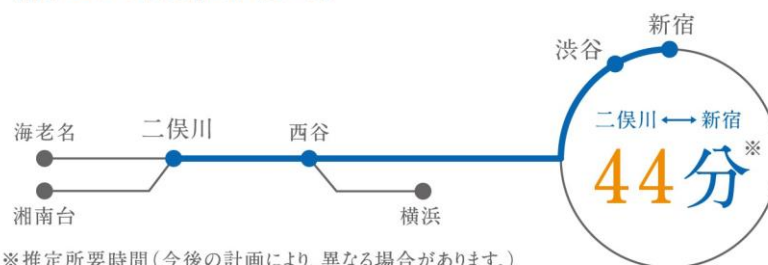 新宿
渋谷
二俣川⟷新宿
44分※
海老名
二俣川
西谷
湘南台
横浜
※推定所要時間(今後の計画により、異なる場合があります。)